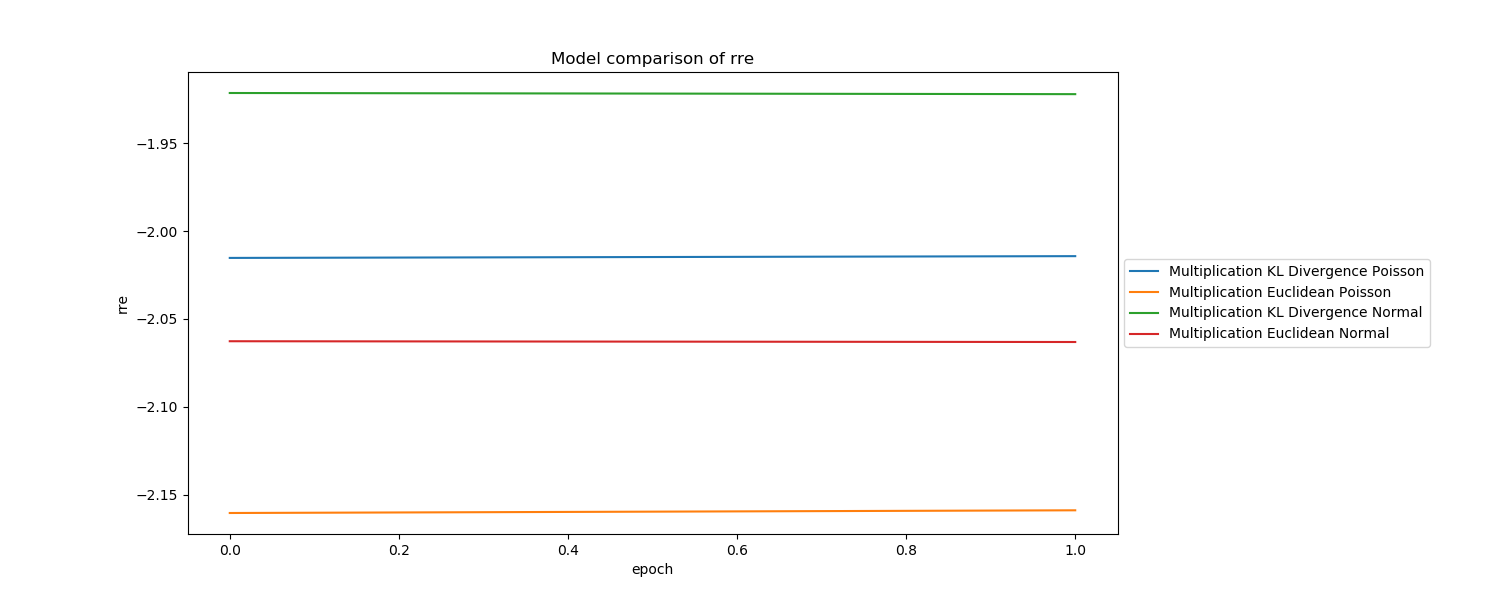 Model comparison of rre
rre
−1.95
−2.00
−2.05
−2.10
−2.15
0.0
0.2
0.4
0.6
0.8
1.0
epoch
Multiplication KL Divergence Poisson
Multiplication Euclidean Poisson
Multiplication KL Divergence Normal
Multiplication Euclidean Normal